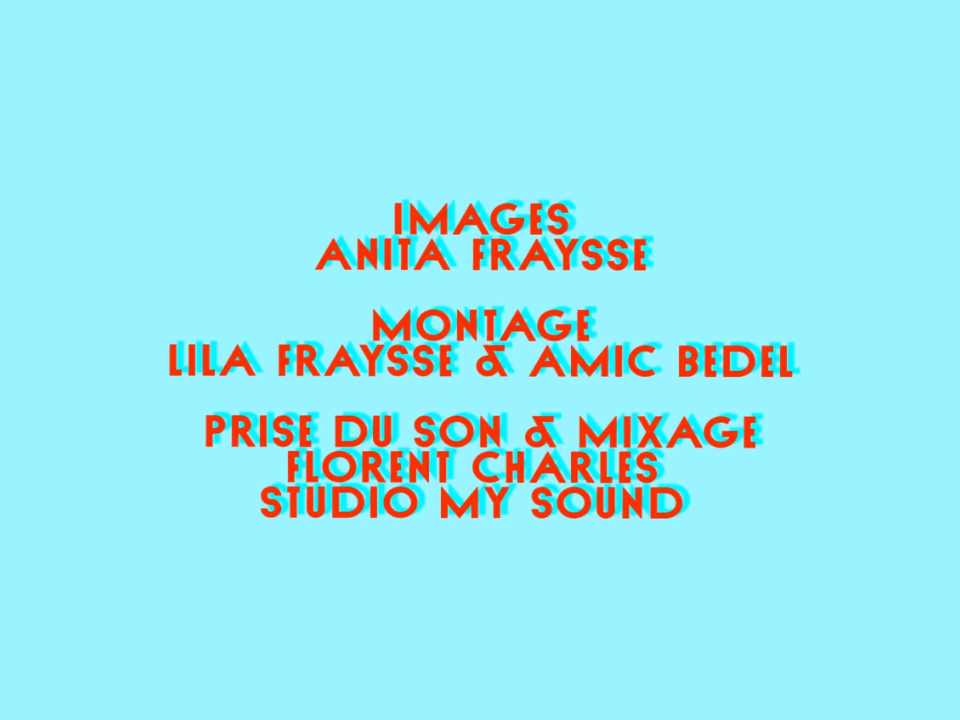 IMAGES
ANITA FRAYSSE
MONTAGE
LILA FRAYSSE & AMIC BEDEL
PRISE DU SON & MIXAGE
FLORENT CHARLES
STUDIO MY SOUND